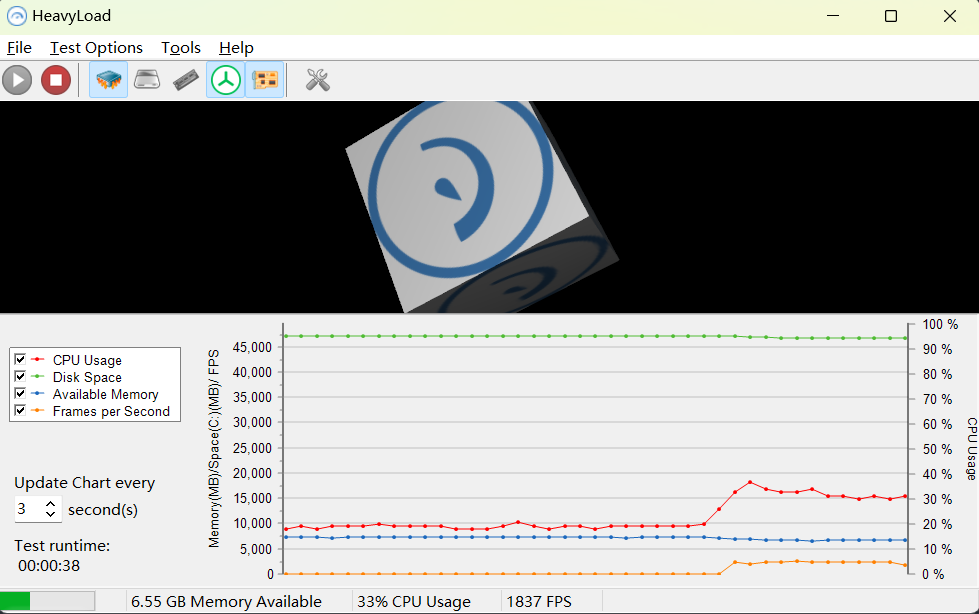 HeavyLoad
File Test Options Tools Help
CPU Usage
Disk Space
Available Memory
Frames per Second
Update Chart every
3 second(s)
Test runtime:
00:00:38
Memory(MB)/Space(C:)(MB)/ FPS
45,000
40,000
35,000
30,000
25,000
20,000
15,000
10,000
5,000
0
100 %
90 %
80 %
70 %
60 %
50 %
40 %
30 %
20 %
10 %
0 %
CPU Usage
6.55 GB Memory Available 33% CPU Usage 1837 FPS